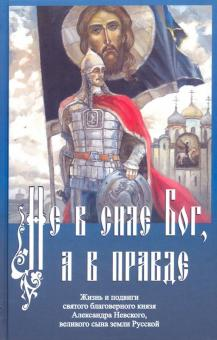 Не в силе Бог,
а в правде
Жизнь и подвиги
святого благоверного князя
Александра Невского,
великого сына земли Русской